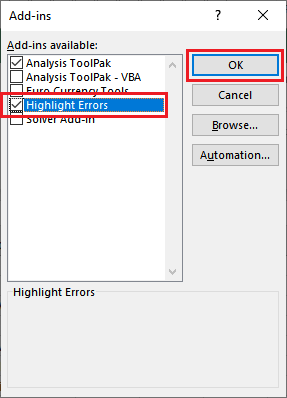 Add-ins
Add-ins available:
Analysis ToolPak
Analysis ToolPak - VBA
Euro Currency Tools
Highlight Errors
Solver Add-in
OK
Cancel
Browse...
Automation...
Highlight Errors